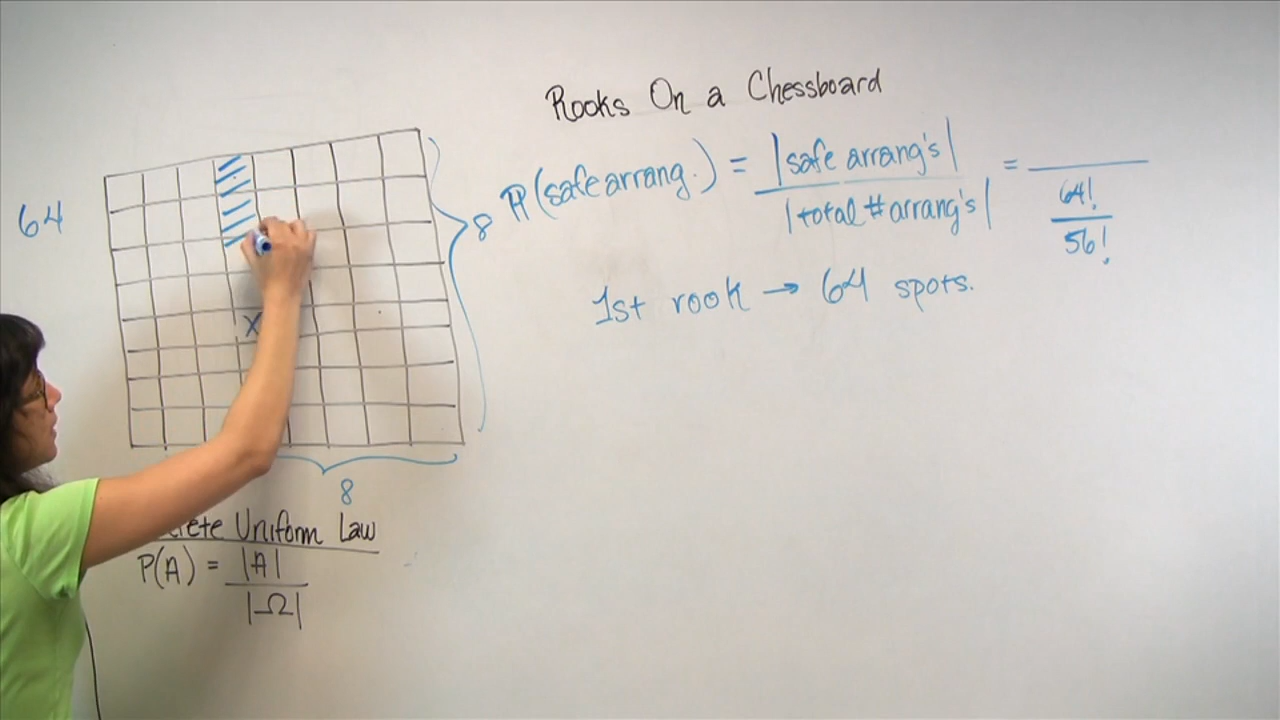 Rooks On a Chessboard
64
8
ℙ(safe arrang.) = |safe arrang's| / |total # arrang's| = ____ / (64! / 56!)
1st rook → 64 spots.
X
8
Uniform Law
P(A) = |A| / |Ω|